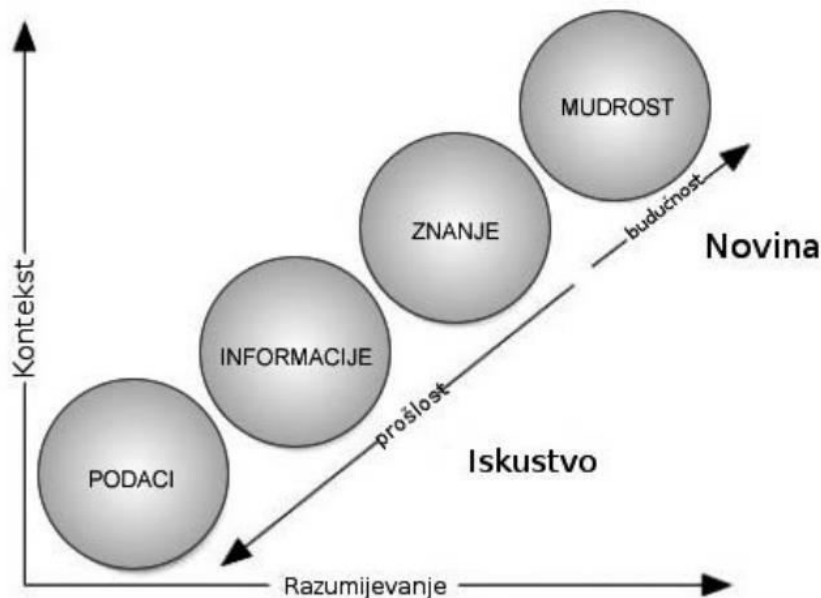 MUDROST
budućnost
ZNANJE
Novina
Kontekst
INFORMACIJE
prošlost
Iskustvo
PODACI
Razumijevanje